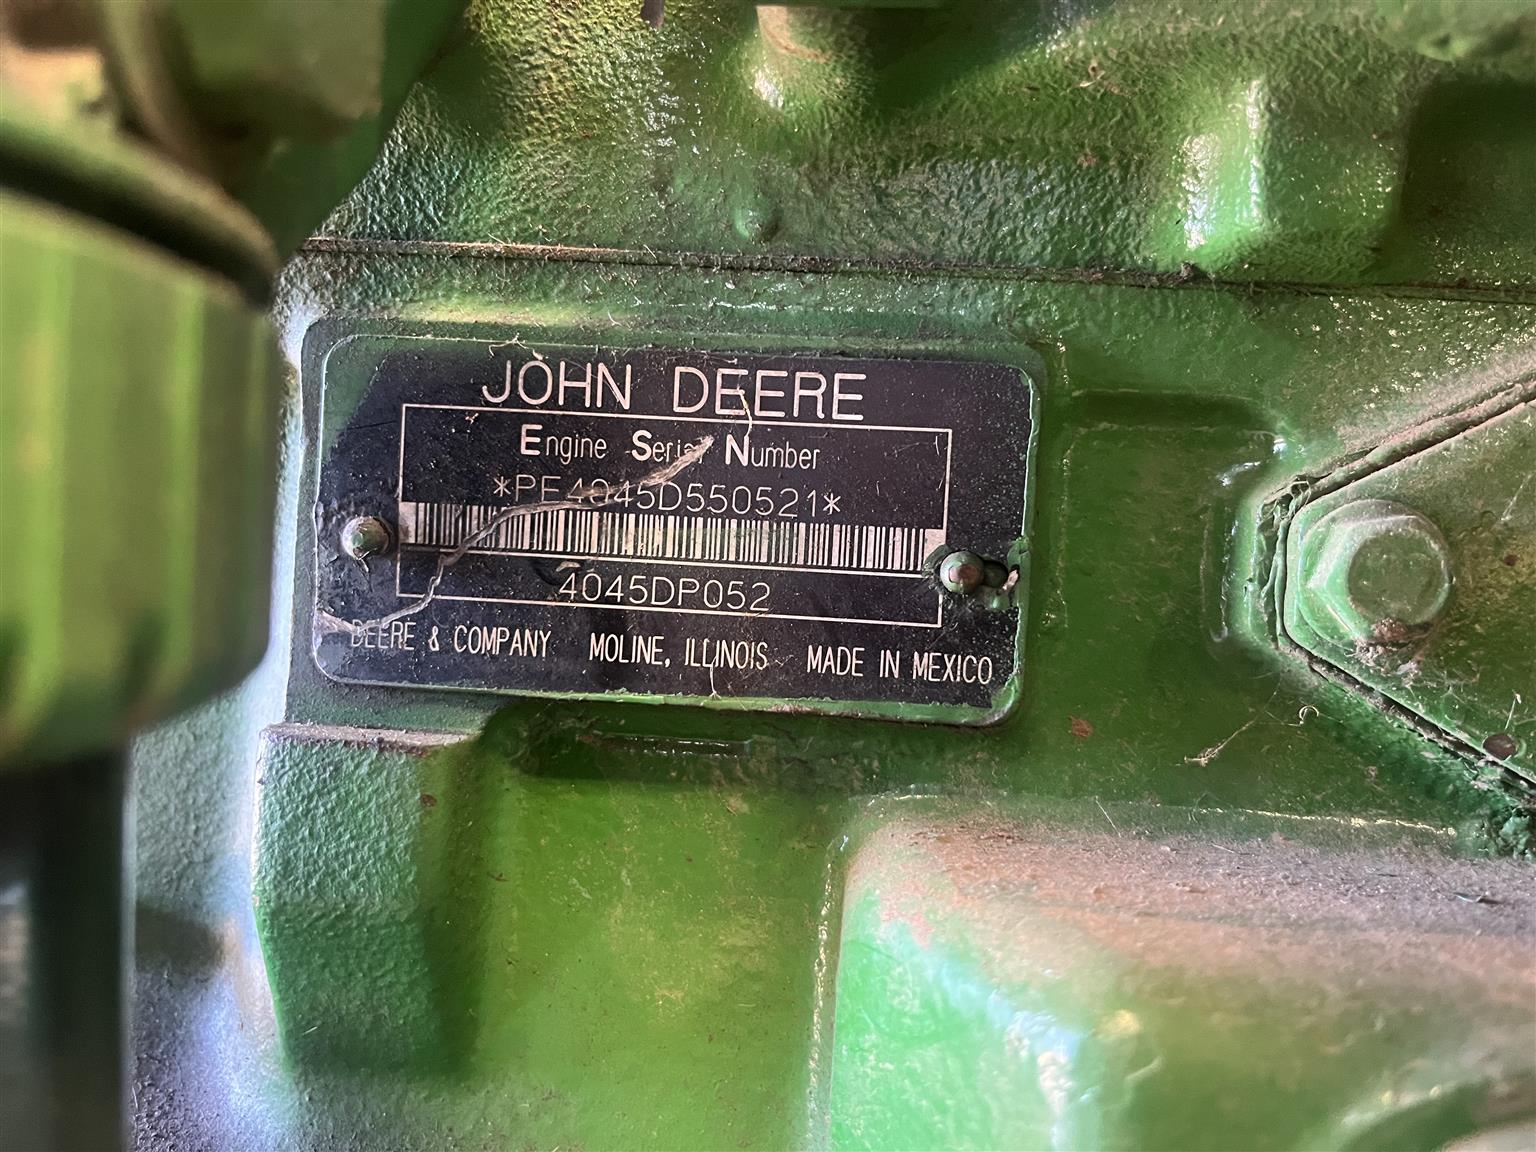 JOHN DEERE
Engine Serial Number
*PE4045D550521*
4045DP052
DEERE & COMPANY MOLINE, ILLINOIS MADE IN MEXICO